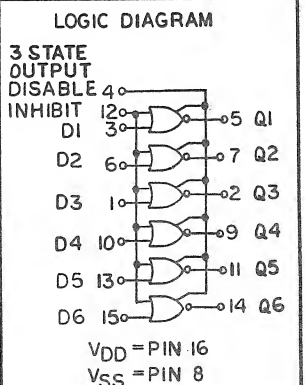 LOGIC DIAGRAM
3 STATE
OUTPUT
DISABLE 4
INHIBIT 12
D1 3
5 Q1
D2 6
7 Q2
D3 1
2 Q3
D4 10
9 Q4
D5 13
11 Q5
D6 15
14 Q6
VDD = PIN 16
VSS = PIN 8